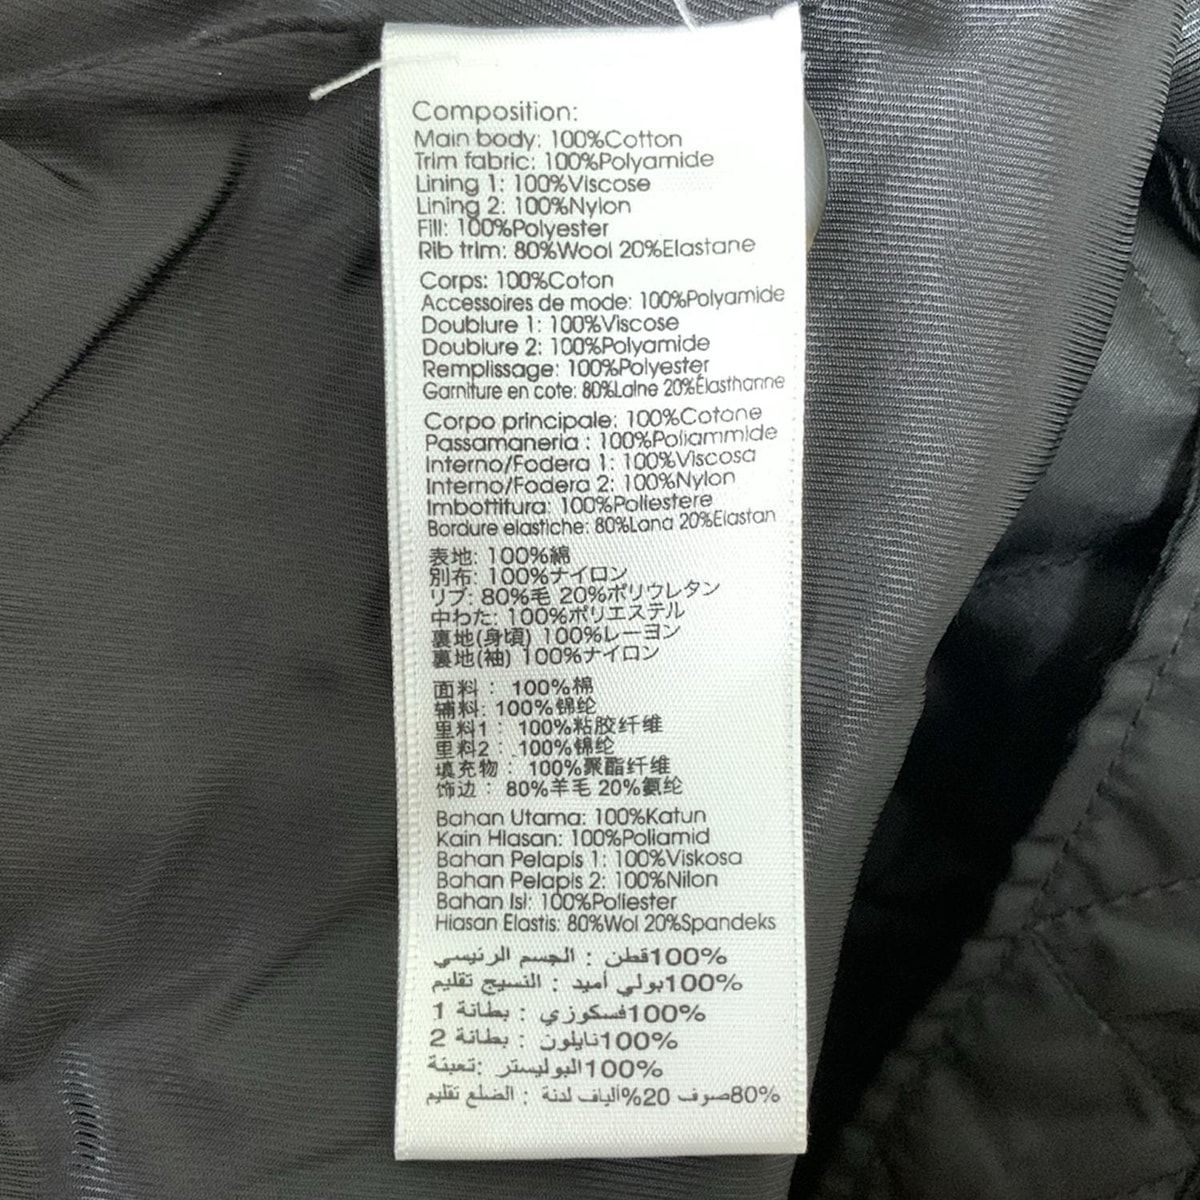 Composition:
Main body: 100%Cotton
Trim fabric: 100%Polyamide
Lining 1: 100%Viscose
Lining 2: 100%Nylon
Fill: 100%Polyester
Rib trim: 80%Wool 20%Elastane
Corps: 100%Coton
Accessoires de mode: 100%Polyamide
Doublure 1: 100%Viscose
Doublure 2: 100%Polyamide
Remplissage: 100%Polyester
Garniture en cote: 80%Laine 20%Élasthanne
Corpo principale: 100%Cotone
Passamaneria : 100%Poliammide
Interno/Fodera 1: 100%Viscosa
Interno/Fodera 2: 100%Nylon
Imbottitura: 100%Poliestere
Bordure elastiche: 80%Lana 20%Elastan
表地: 100%綿
別布: 100%ナイロン
リブ: 80%毛 20%ポリウレタン
中わた: 100%ポリエステル
裏地(身頃) 100%レーヨン
裏地(袖) 100%ナイロン
面料： 100%棉
辅料: 100%锦纶
里料1： 100%粘胶纤维
里料2： 100%锦纶
填充物： 100%聚酯纤维
饰边： 80%羊毛 20%氨纶
Bahan Utama: 100%Katun
Kain Hiasan: 100%Poliamid
Bahan Pelapis 1: 100%Viskosa
Bahan Pelapis 2: 100%Nilon
Bahan Isi: 100%Poliester
Hiasan Elastis: 80%Wol 20%Spandeks
100%قطن : الجسم الرئيسي
100%بولي أميد : النسيج تقليم
100%فسكوزي : بطانة 1
100%نايلون : بطانة 2
100%البوليستر :تعبئة
80%صوف 20%ألياف لدنة : الضلع تقليم